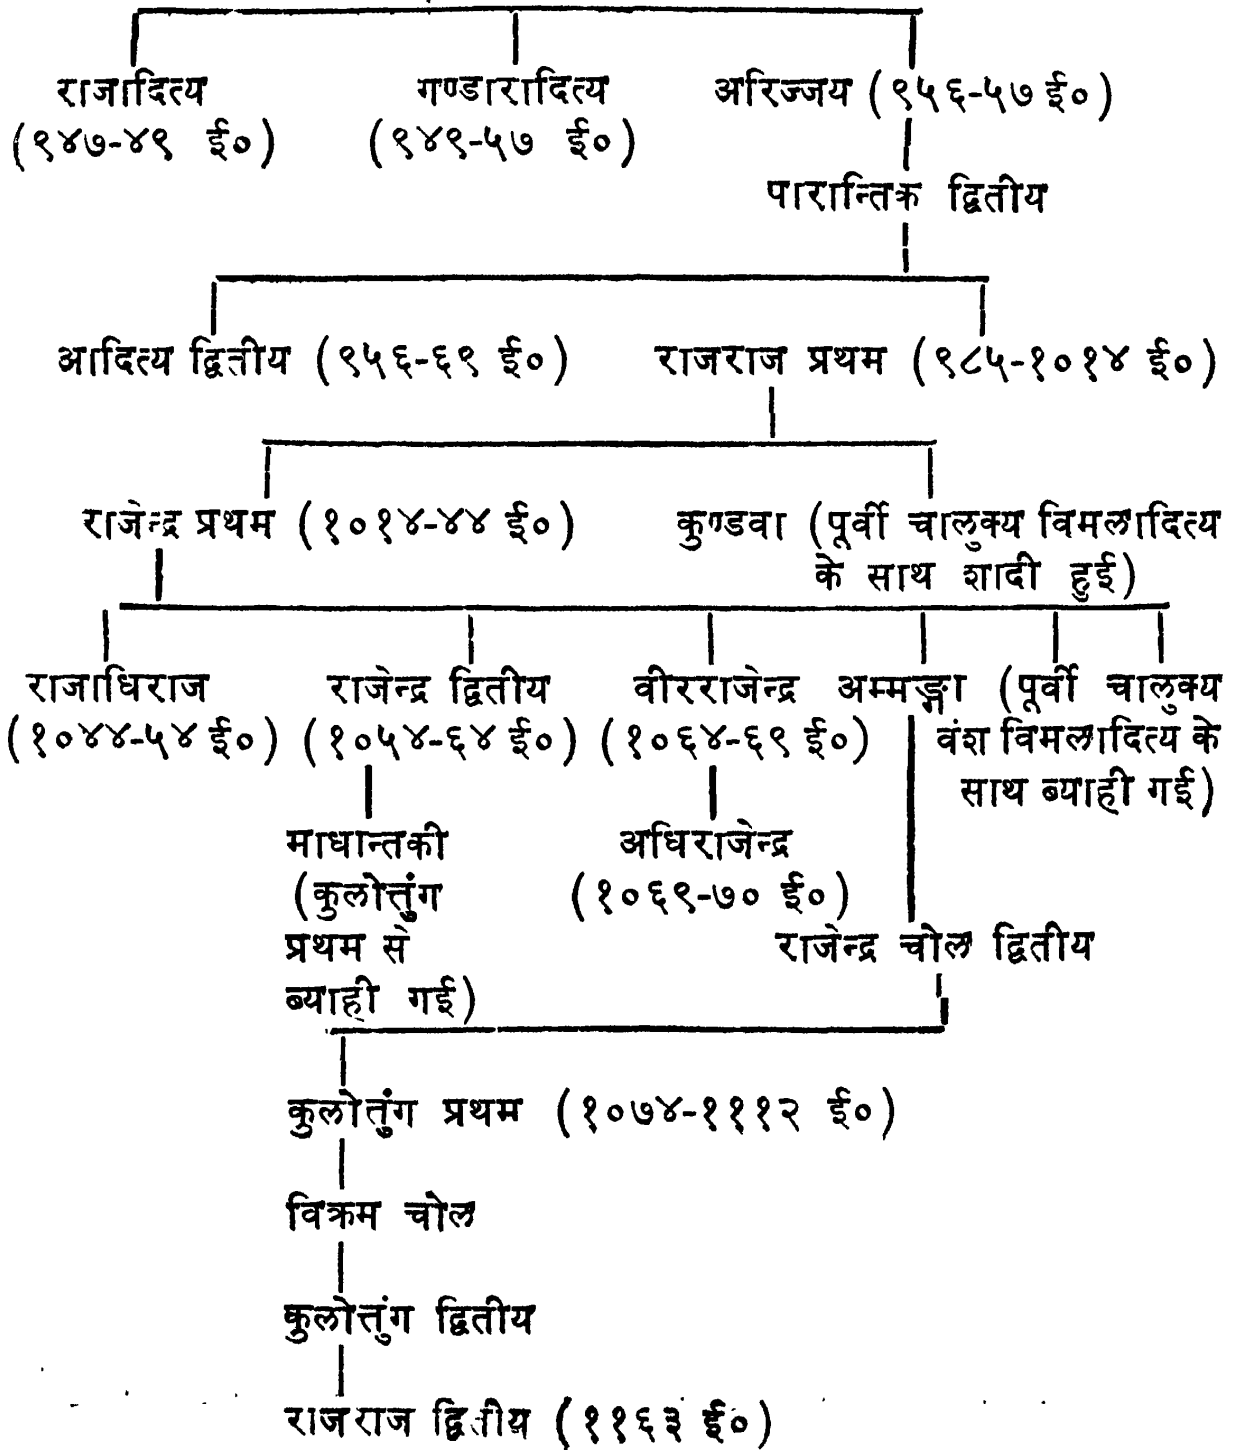 राजादित्य गण्डारादित्य अरिज्जय (९५६-५७ ई०)
(९४७-४९ ई०) (९४९-५७ ई०)
पारान्तिक द्वितीय
आदित्य द्वितीय (९५६-६९ ई०) राजराज प्रथम (९८५-१०१४ ई०)
राजेन्द्र प्रथम (१०१४-४४ ई०) कुण्डवा (पूर्वी चालुक्य विमलादित्य
के साथ शादी हुई)
राजाधिराज राजेन्द्र द्वितीय वीरराजेन्द्र अम्मङ्गा (पूर्वी चालुक्य
(१०४४-५४ ई०) (१०५४-६४ ई०) (१०६४-६९ ई०) वंश विमलादित्य के
साथ ब्याही गई)
माधान्तकी अधिराजेन्द्र
(कुलोत्तुंग (१०६९-७० ई०)
प्रथम से राजेन्द्र चोल द्वितीय
ब्याही गई)
कुलोतुंग प्रथम (१०७४-१११२ ई०)
विक्रम चोल
कुलोत्तुंग द्वितीय
राजराज द्वितीय (११६३ ई०)